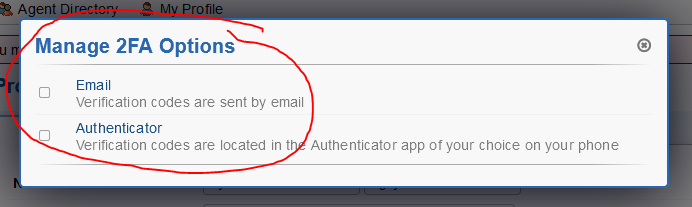 Agent Directory My Profile
Manage 2FA Options
Email
Verification codes are sent by email
Authenticator
Verification codes are located in the Authenticator app of your choice on your phone